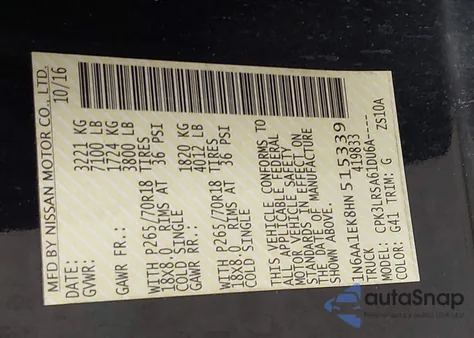 MFD BY NISSAN MOTOR CO., LTD.
DATE: 10/16
GVWR: 3221 KG
7100 LB
GAWR FR.: 1724 KG
3800 LB
WITH P265/70R18 TIRES
18X8.0 RIMS AT 36 PSI
COLD SINGLE
GAWR RR.: 1820 KG
4012 LB
WITH P265/70R18 TIRES
18X8.0 RIMS AT 36 PSI
COLD SINGLE
THIS VEHICLE CONFORMS TO
ALL APPLICABLE FEDERAL
MOTOR VEHICLE SAFETY
STANDARDS IN EFFECT ON
THE DATE OF MANUFACTURE
SHOWN ABOVE.
1N6AA1EK8HN515339
TRUCK 419833
MODEL: CPK3LRSA61DU6A----
COLOR: G41 TRIM: G ZS10A
autaSnap